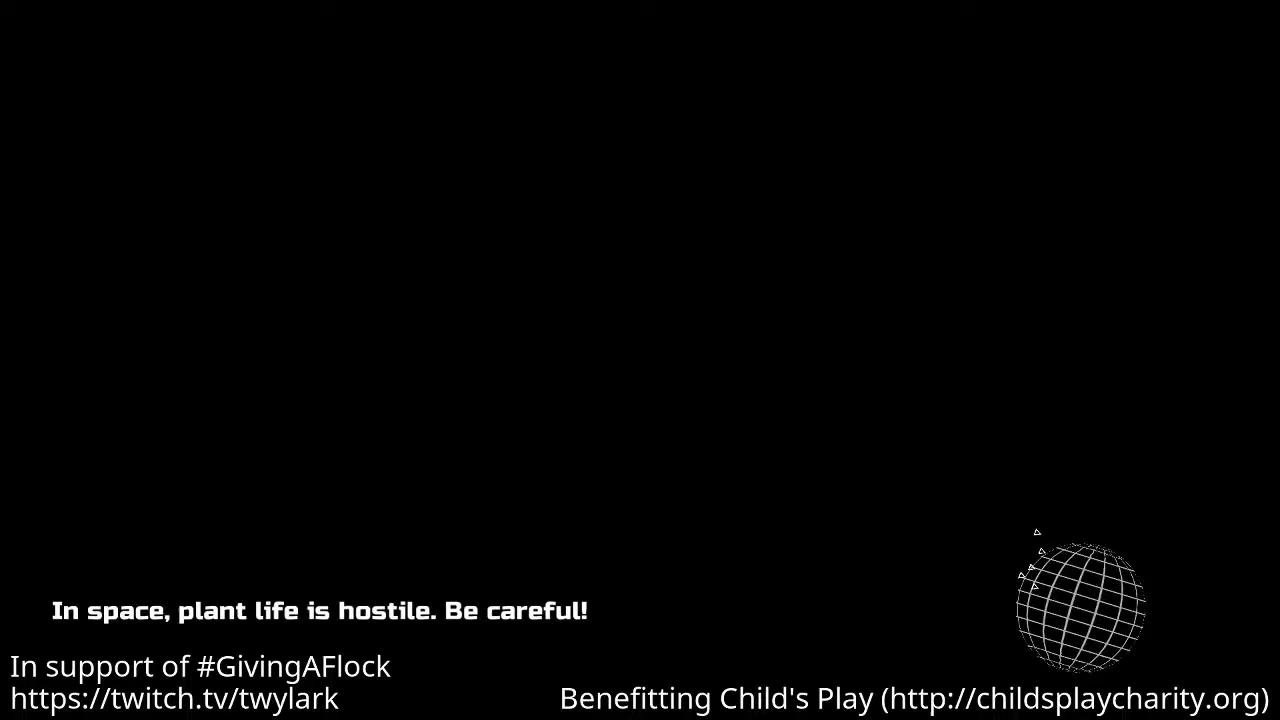 In space, plant life is hostile. Be careful!
In support of #GivingAFlock
https://twitch.tv/twylark
Benefitting Child's Play (http://childsplaycharity.org)